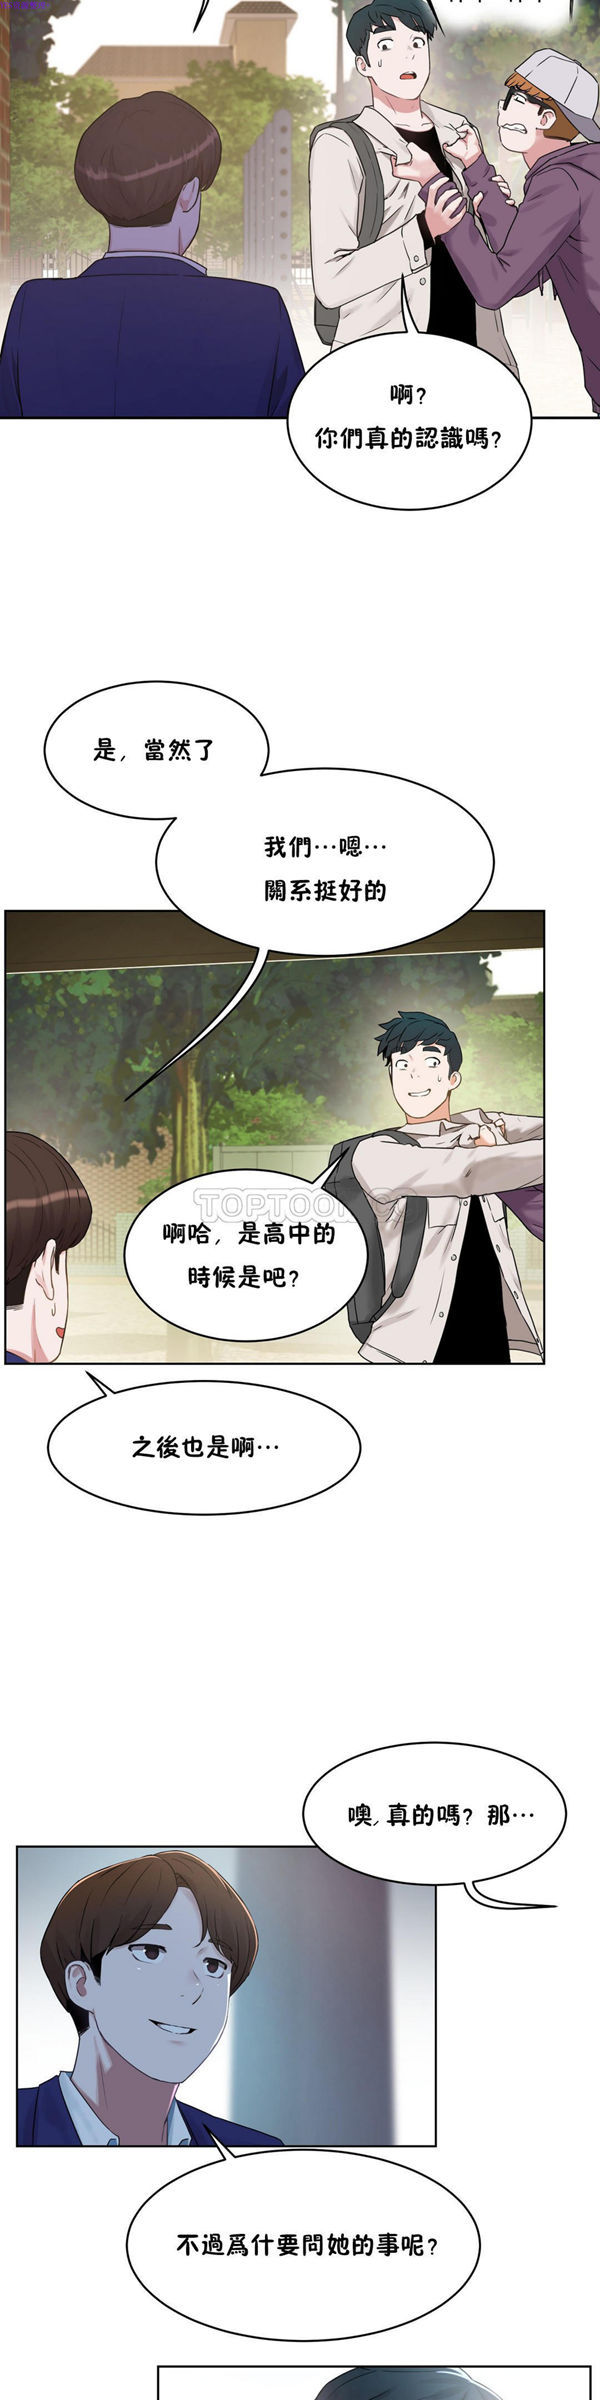 啊?
你們真的認識嗎?
是, 當然了
我們…嗯…
關系挺好的
TOPTOON
啊哈, 是高中的
時候是吧?
之後也是啊…
噢, 真的嗎? 那…
不過爲什要問她的事呢?